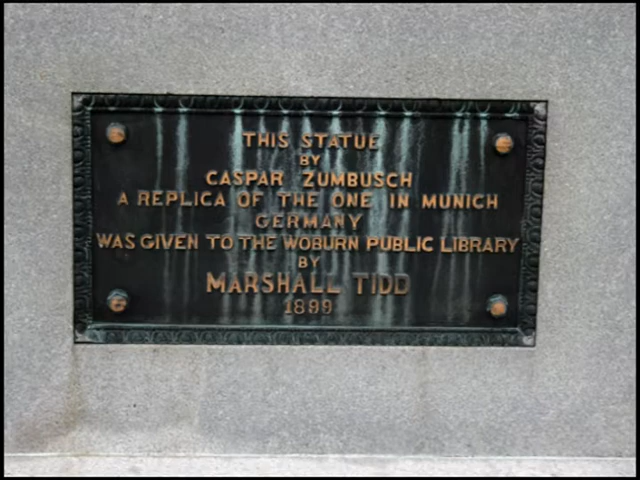 THIS STATUE
BY
CASPAR ZUMBUSCH
A REPLICA OF THE ONE IN MUNICH
GERMANY
WAS GIVEN TO THE WOBURN PUBLIC LIBRARY
BY
MARSHALL TIDD
1899